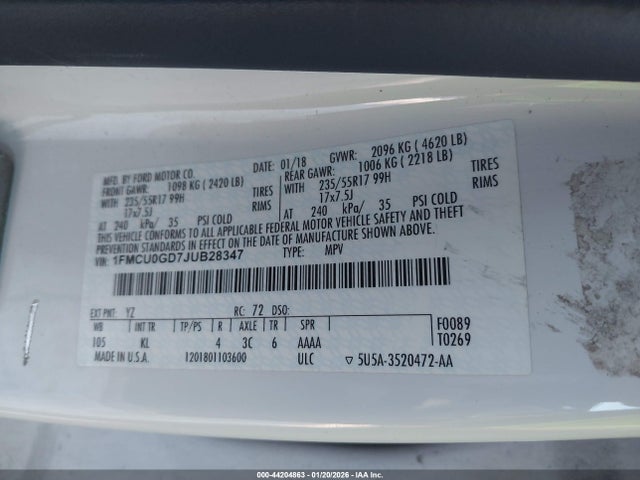 MFD. BY FORD MOTOR CO. DATE: 01/18 GVWR: 2096 KG ( 4620 LB)
FRONT GAWR: 1098 KG ( 2420 LB) REAR GAWR: 1006 KG ( 2218 LB)
WITH 235/55R17 99H TIRES WITH 235/55R17 99H TIRES
17x7.5J RIMS 17x7.5J RIMS
AT 240 kPa/ 35 PSI COLD AT 240 kPa/ 35 PSI COLD
THIS VEHICLE CONFORMS TO ALL APPLICABLE FEDERAL MOTOR VEHICLE SAFETY AND THEFT
PREVENTION STANDARDS IN EFFECT ON THE DATE OF MANUFACTURE SHOWN ABOVE.
VIN: 1FMCU0GD7JUB28347 TYPE: MPV
EXT PNT: YZ RC: 72 DSO:
WB INT TR TP/PS R AXLE TR SPR F0089
105 KL 4 3C 6 AAAA T0269
MADE IN U.S.A. 1201801103600 ULC ▽ 5U5A-3520472-AA
000-44204863 - 01/20/2026 - IAA Inc.